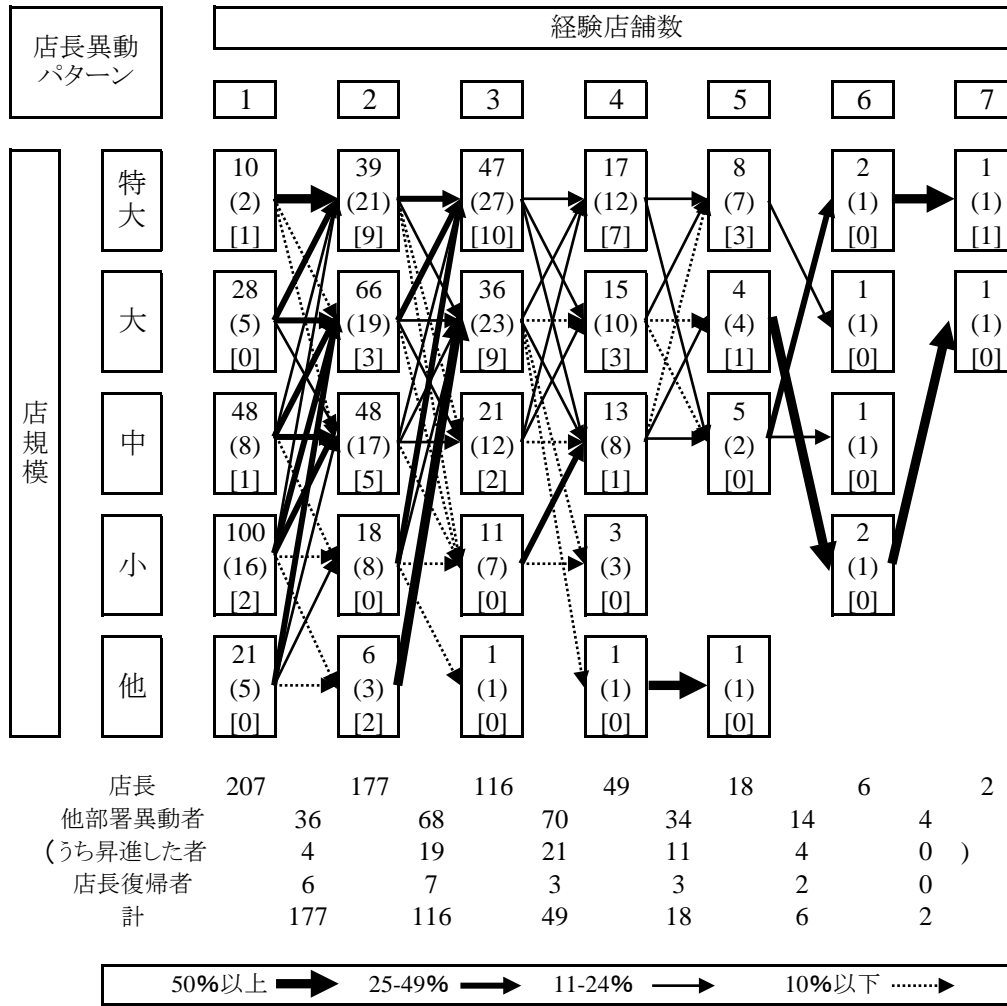 店長異動
パターン
経験店舗数
1 2 3 4 5 6 7
店規模
特大
10 39 47 17 8 2 1
(2) (21) (27) (12) (7) (1) (1)
[1] [9] [10] [7] [3] [0] [1]
大
28 66 36 15 4 1 1
(5) (19) (23) (10) (4) (1) (1)
[0] [3] [9] [3] [1] [0] [0]
中
48 48 21 13 5 1
(8) (17) (12) (8) (2) (1)
[1] [5] [2] [1] [0] [0]
小
100 18 11 3 2
(16) (8) (7) (3) (1)
[2] [0] [0] [0] [0]
他
21 6 1 1 1
(5) (3) (1) (1) (1)
[0] [2] [0] [0] [0]
店長 207 177 116 49 18 6 2
他部署異動者 36 68 70 34 14 4
(うち昇進した者 4 19 21 11 4 0 )
店長復帰者 6 7 3 3 2 0
計 177 116 49 18 6 2
50%以上 25-49% 11-24% 10%以下